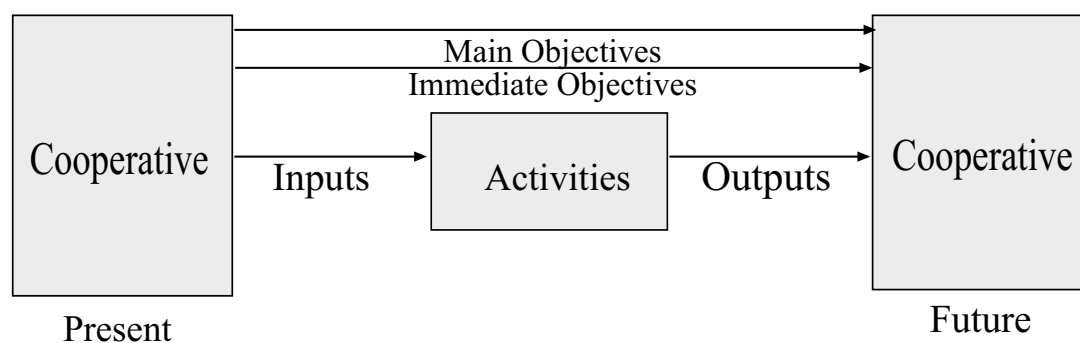 Main Objectives
Immediate Objectives
Cooperative
Inputs
Activities
Outputs
Cooperative
Present
Future